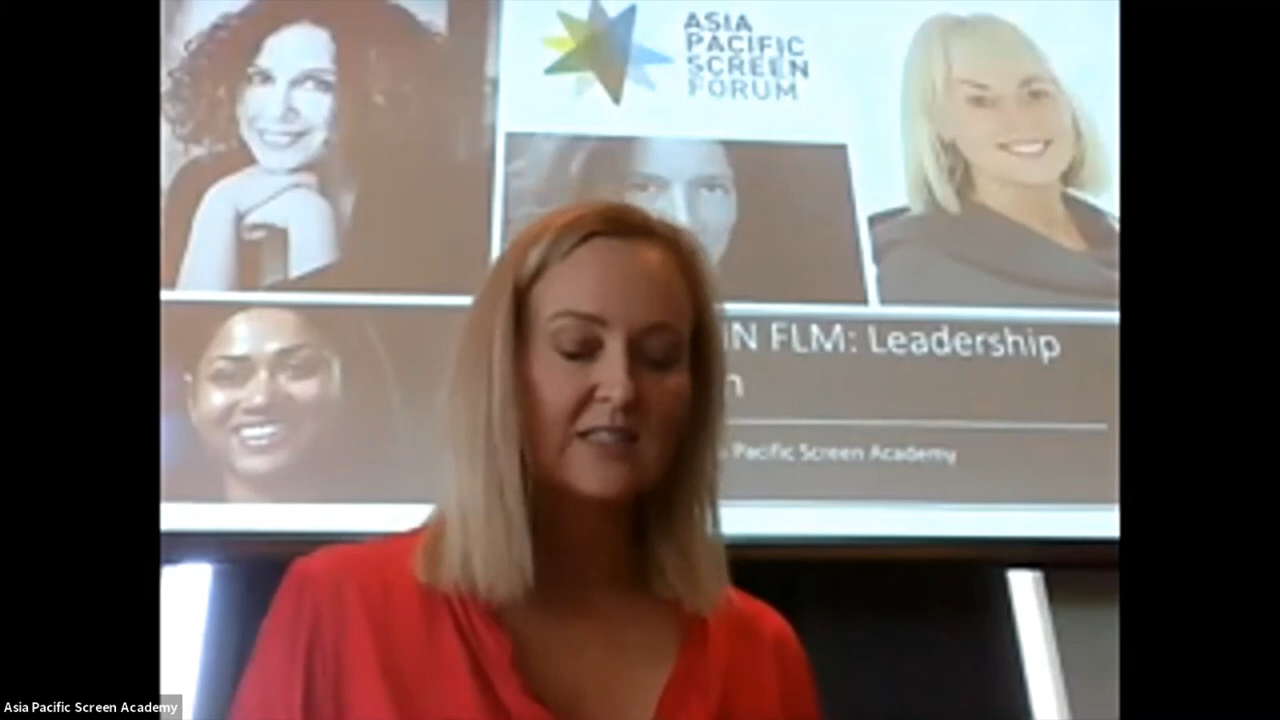 ASIA
PACIFIC
SCREEN
FORUM
IN FLM: Leadership
Pacific Screen Academy
Asia Pacific Screen Academy